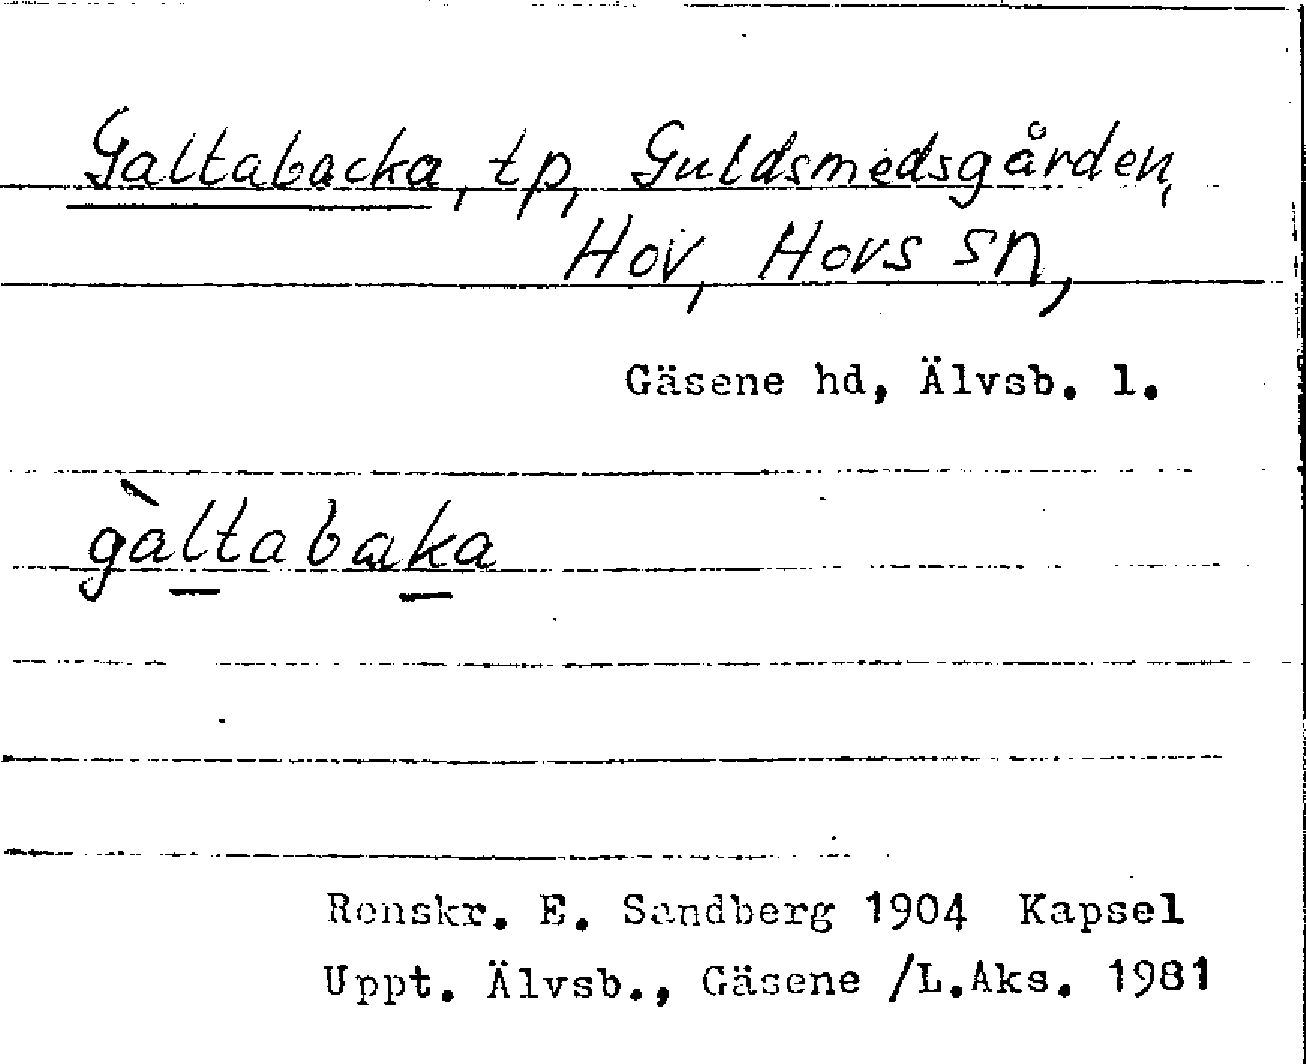 Galtabacka, tp, Guldsmedsgården,
Hov, Hovs sn,
Gäsene hd, Älvsb. l.
gàltabaka
Renskr. E. Sandberg 1904 Kapsel
Uppt. Älvsb., Gäsene /L.Aks. 1981